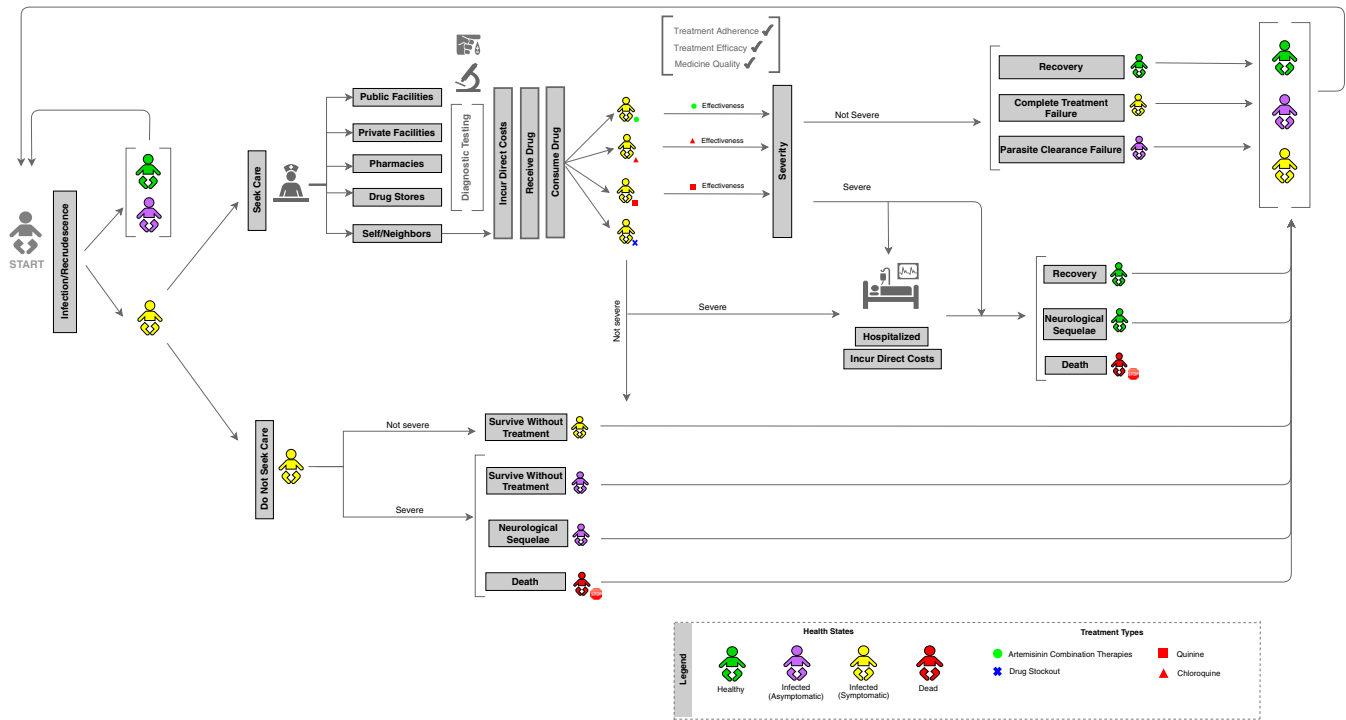 START
Infection/Recrudescence
Seek Care
Public Facilities
Private Facilities
Pharmacies
Drug Stores
Self/Neighbors
Diagnostic Testing
Incur Direct Costs
Receive Drug
Consume Drug
Treatment Adherence
Treatment Efficacy
Medicine Quality
Effectiveness
Effectiveness
Effectiveness
Severity
Not Severe
Severe
Recovery
Complete Treatment
Failure
Parasite Clearance Failure
Not severe
Severe
Hospitalized
Incur Direct Costs
Recovery
Neurological
Sequelae
Death
STOP
Do Not Seek Care
Not severe
Severe
Survive Without
Treatment
Survive Without
Treatment
Neurological
Sequelae
Death
STOP
Legend
Health States
Healthy
Infected
(Asymptomatic)
Infected
(Symptomatic)
Dead
Treatment Types
Artemisinin Combination Therapies
Quinine
Drug Stockout
Chloroquine